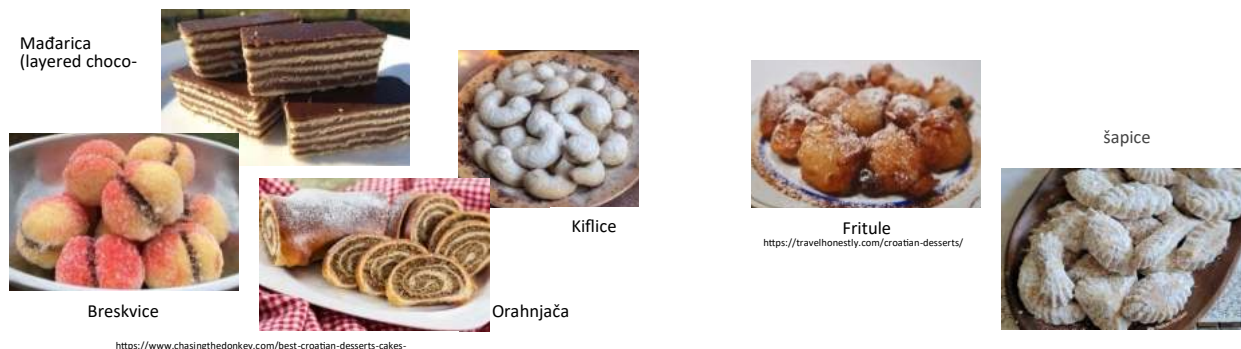 Mađarica
(layered choco-
Kiflice
Breskvice
Orahnjača
https://www.chasingthedonkey.com/best-croatian-desserts-cakes-
Fritule
https://travelhonestly.com/croatian-desserts/
šapice